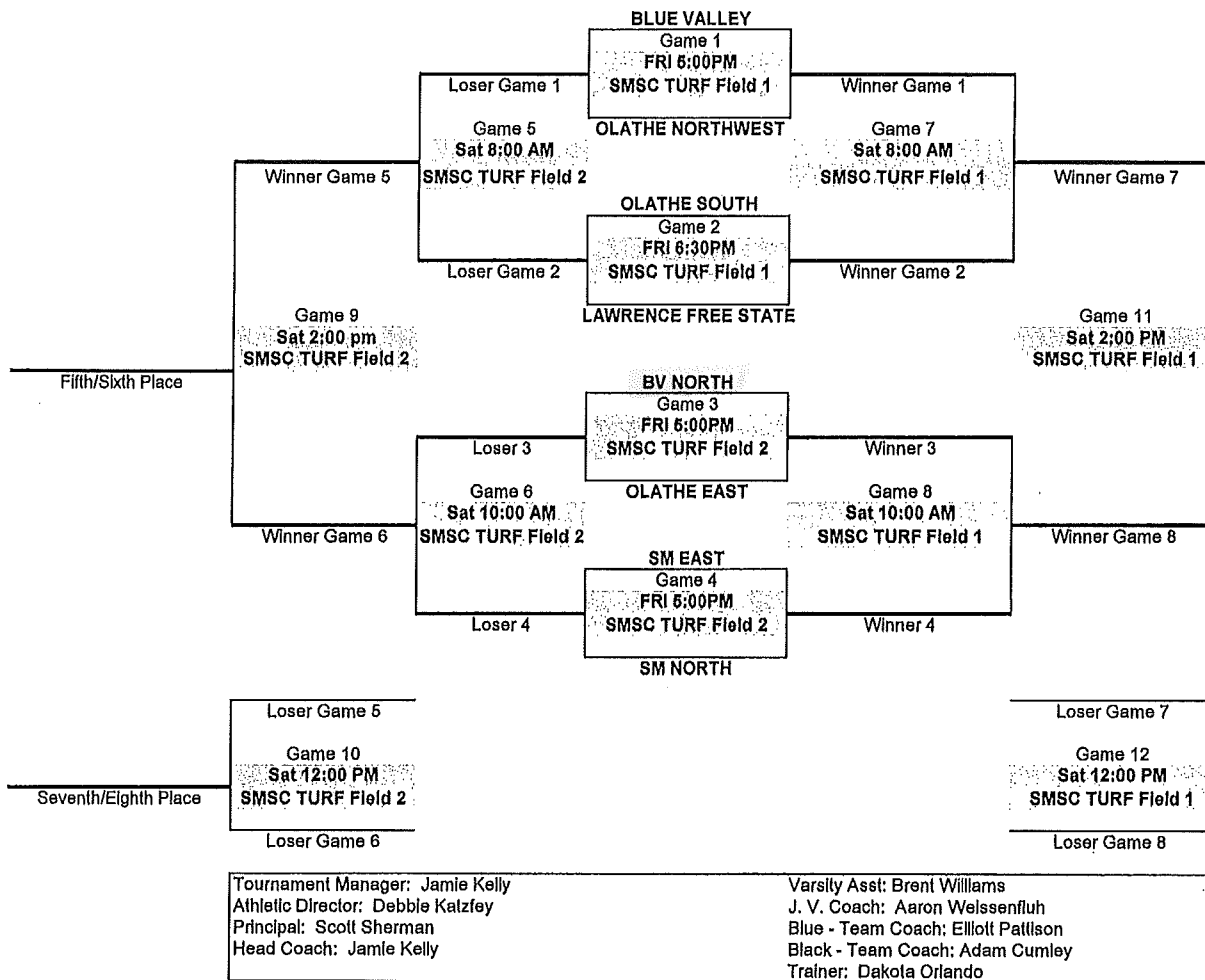 BLUE VALLEY
Game 1
FRI 5:00PM
SMSC TURF Field 1
Loser Game 1
Winner Game 1
OLATHE NORTHWEST
Game 5
Sat 8:00 AM
SMSC TURF Field 2
Game 7
Sat 8:00 AM
SMSC TURF Field 1
Winner Game 5
Winner Game 7
OLATHE SOUTH
Game 2
FRI 6:30PM
SMSC TURF Field 1
Loser Game 2
Winner Game 2
LAWRENCE FREE STATE
Game 9
Sat 2:00 pm
SMSC TURF Field 2
Game 11
Sat 2:00 PM
SMSC TURF Field 1
Fifth/Sixth Place
BV NORTH
Game 3
FRI 5:00PM
SMSC TURF Field 2
Loser 3
Winner 3
OLATHE EAST
Game 6
Sat 10:00 AM
SMSC TURF Field 2
Game 8
Sat 10:00 AM
SMSC TURF Field 1
Winner Game 6
Winner Game 8
SM EAST
Game 4
FRI 5:00PM
SMSC TURF Field 2
Loser 4
Winner 4
SM NORTH
Loser Game 5
Loser Game 7
Game 10
Sat 12:00 PM
SMSC TURF Field 2
Game 12
Sat 12:00 PM
SMSC TURF Field 1
Seventh/Eighth Place
Loser Game 6
Loser Game 8
Tournament Manager: Jamie Kelly
Athletic Director: Debbie Katzfey
Principal: Scott Sherman
Head Coach: Jamie Kelly
Varsity Asst: Brent Williams
J. V. Coach: Aaron Weissenfluh
Blue - Team Coach: Elliott Pattison
Black - Team Coach: Adam Cumley
Trainer: Dakota Orlando